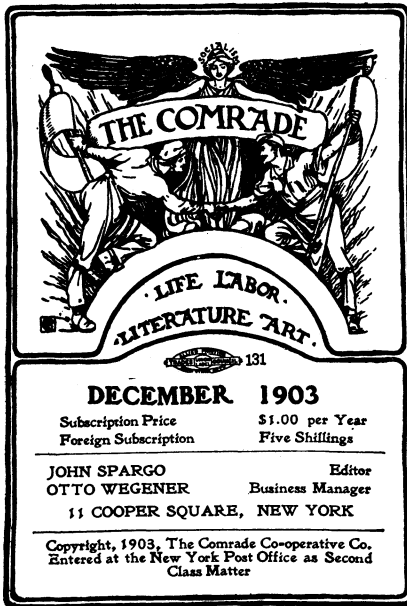 SOCIALISM
THE COMRADE
· LIFE LABOR ·
· LITERATURE ART ·
131
DECEMBER 1903
Subscription Price $1.00 per Year
Foreign Subscription Five Shillings
JOHN SPARGO Editor
OTTO WEGENER Business Manager
11 COOPER SQUARE, NEW YORK
Copyright, 1903, The Comrade Co=operative Co.
Entered at the New York Post Office as Second
Class Matter